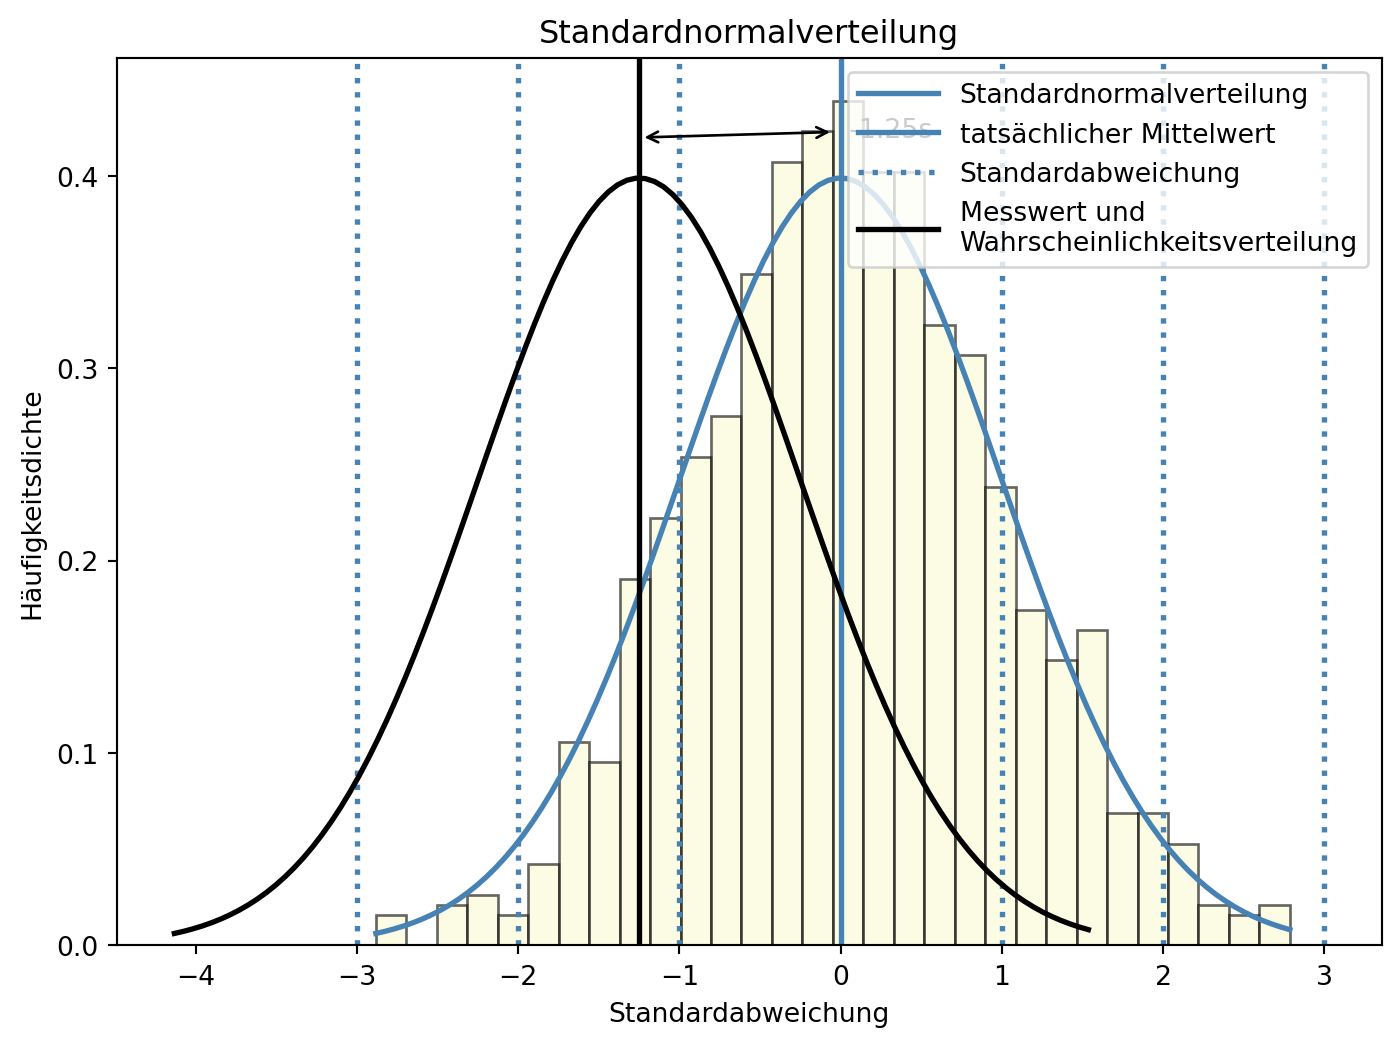 Standardnormalverteilung
Standardnormalverteilung
tatsächlicher Mittelwert
Standardabweichung
Messwert und
Wahrscheinlichkeitsverteilung
-1.25s
Häufigkeitsdichte
0.4
0.3
0.2
0.1
0.0
−4
−3
−2
−1
0
1
2
3
Standardabweichung